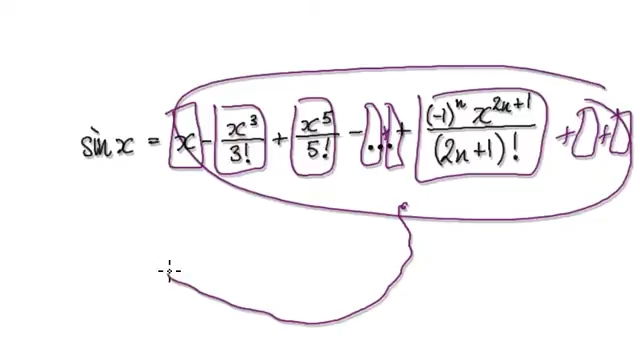 sin x = x - x^3/3! + x^5/5! - ... + (-1)^n x^{2n+1}/(2n+1)! + +